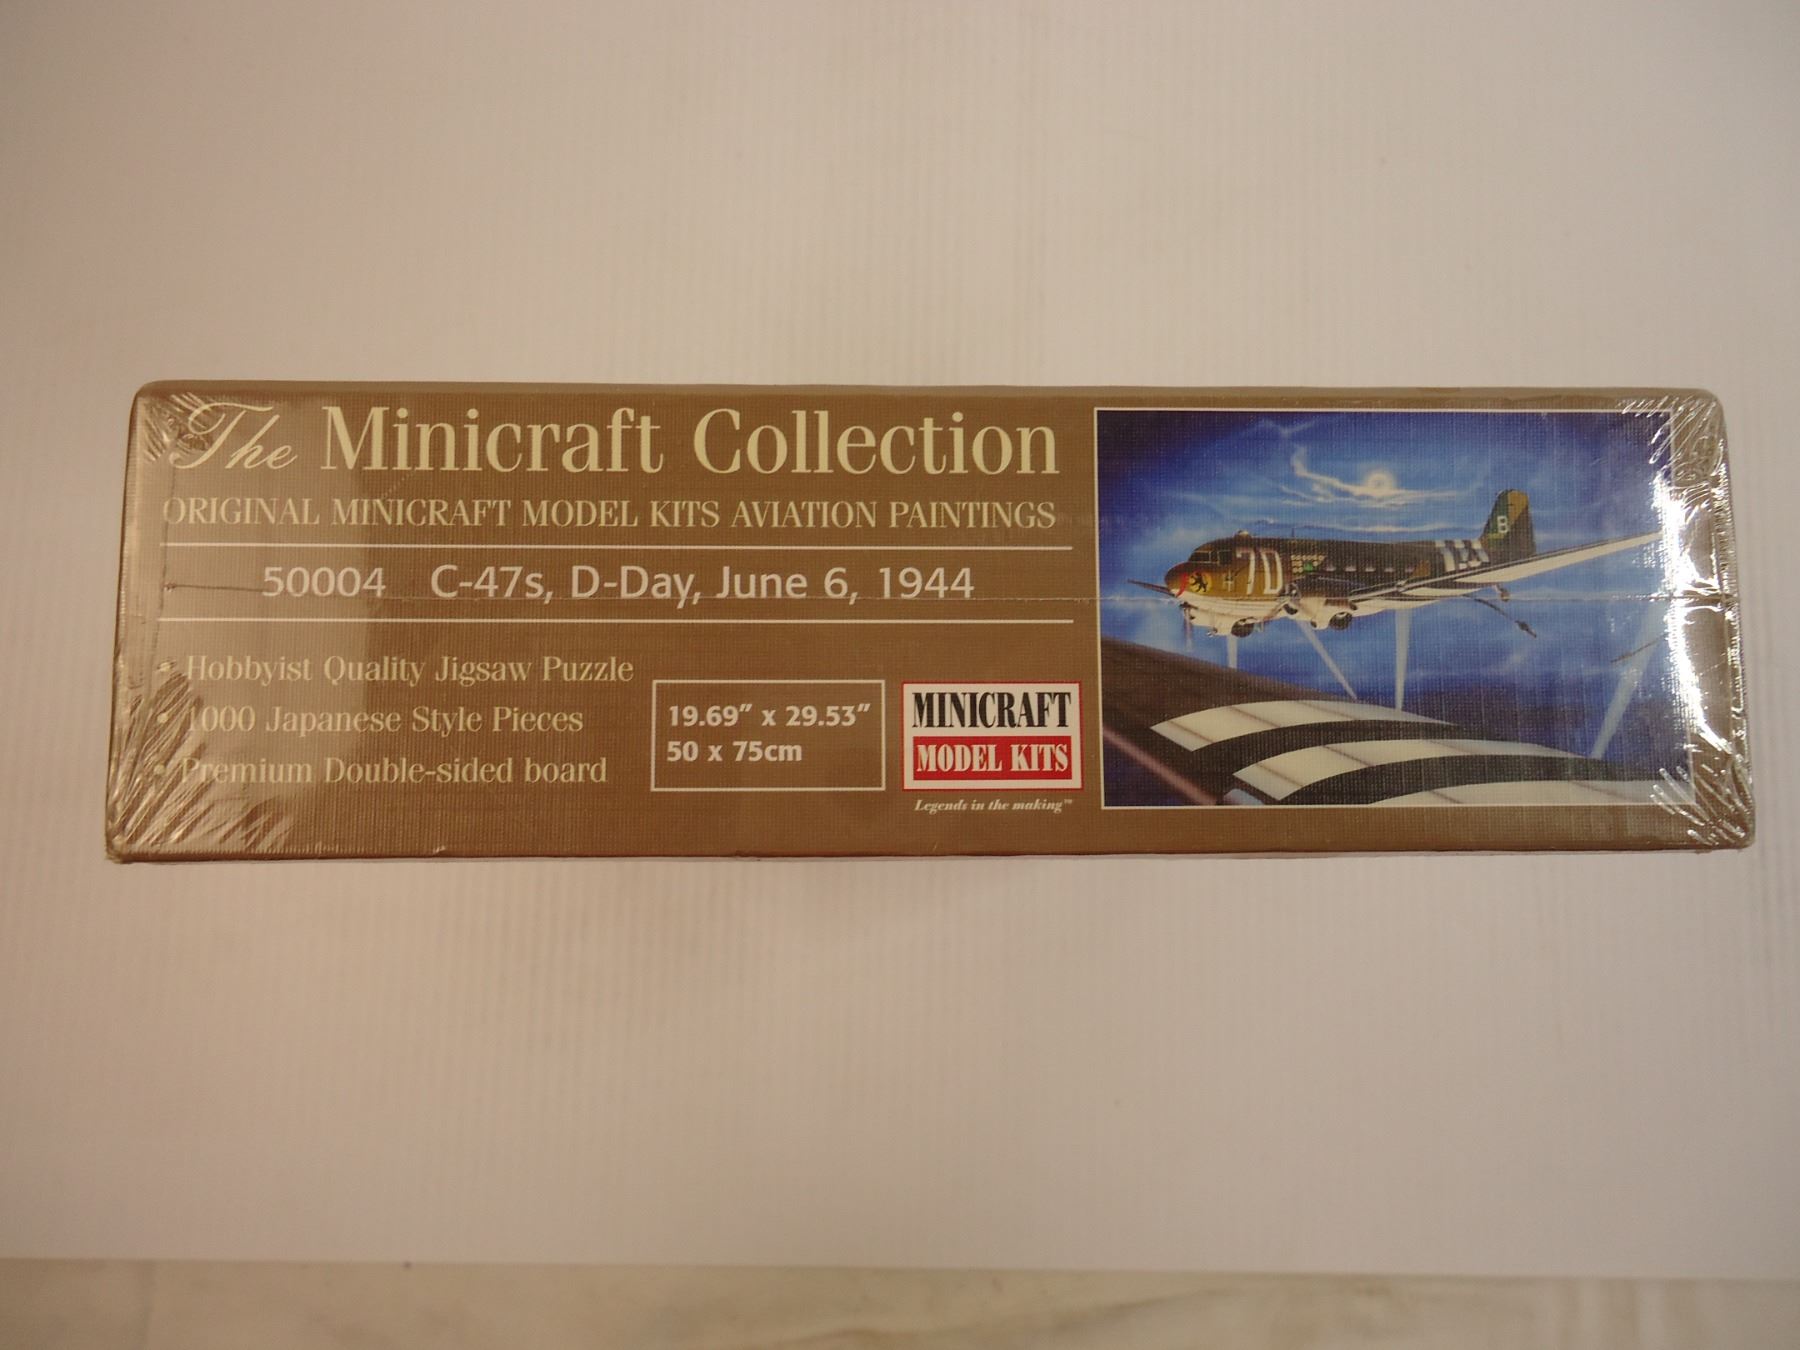 The Minicraft Collection
ORIGINAL MINICRAFT MODEL KITS AVIATION PAINTINGS
50004 C-47s, D-Day, June 6, 1944
• Hobbyist Quality Jigsaw Puzzle
• 1000 Japanese Style Pieces
• Premium Double-sided board
19.69″ x 29.53″
50 x 75cm
MINICRAFT
MODEL KITS
Legends in the making™
7D
B